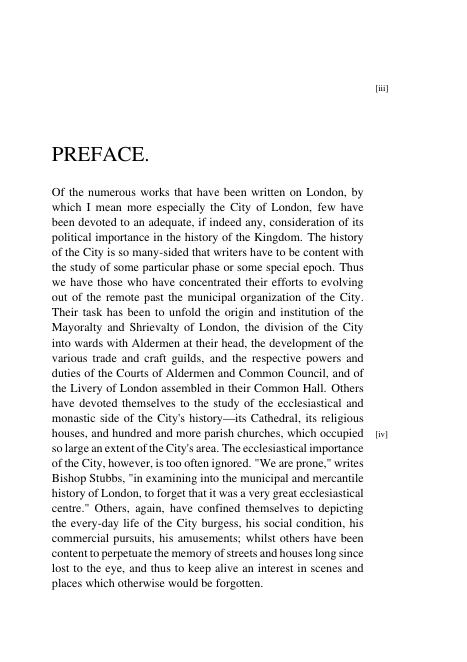 [iii]
PREFACE.
Of the numerous works that have been written on London, by
which I mean more especially the City of London, few have
been devoted to an adequate, if indeed any, consideration of its
political importance in the history of the Kingdom. The history
of the City is so many-sided that writers have to be content with
the study of some particular phase or some special epoch. Thus
we have those who have concentrated their efforts to evolving
out of the remote past the municipal organization of the City.
Their task has been to unfold the origin and institution of the
Mayoralty and Shrievalty of London, the division of the City
into wards with Aldermen at their head, the development of the
various trade and craft guilds, and the respective powers and
duties of the Courts of Aldermen and Common Council, and of
the Livery of London assembled in their Common Hall. Others
have devoted themselves to the study of the ecclesiastical and
monastic side of the City's history—its Cathedral, its religious
houses, and hundred and more parish churches, which occupied
[iv]
so large an extent of the City's area. The ecclesiastical importance
of the City, however, is too often ignored. "We are prone," writes
Bishop Stubbs, "in examining into the municipal and mercantile
history of London, to forget that it was a very great ecclesiastical
centre." Others, again, have confined themselves to depicting
the every-day life of the City burgess, his social condition, his
commercial pursuits, his amusements; whilst others have been
content to perpetuate the memory of streets and houses long since
lost to the eye, and thus to keep alive an interest in scenes and
places which otherwise would be forgotten.